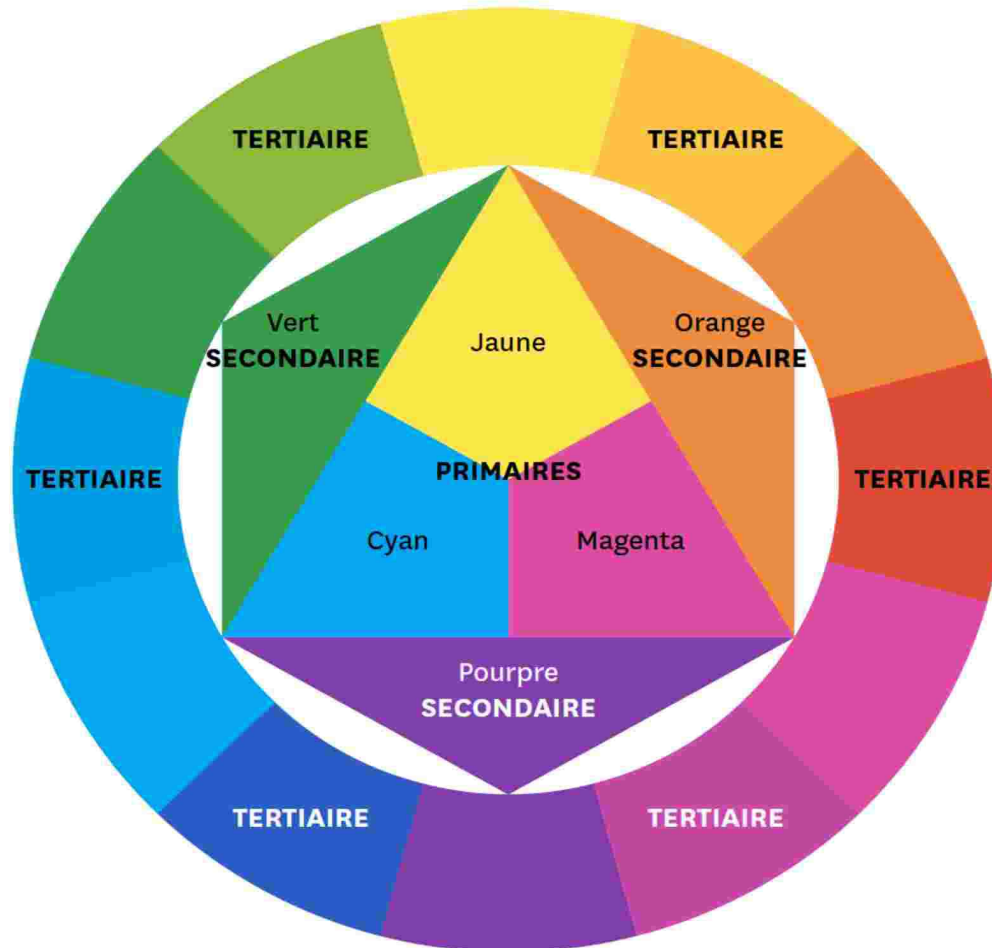 TERTIAIRE
TERTIAIRE
Vert
SECONDAIRE
Jaune
Orange
SECONDAIRE
TERTIAIRE
PRIMAIRES
TERTIAIRE
Cyan
Magenta
Pourpre
SECONDAIRE
TERTIAIRE
TERTIAIRE